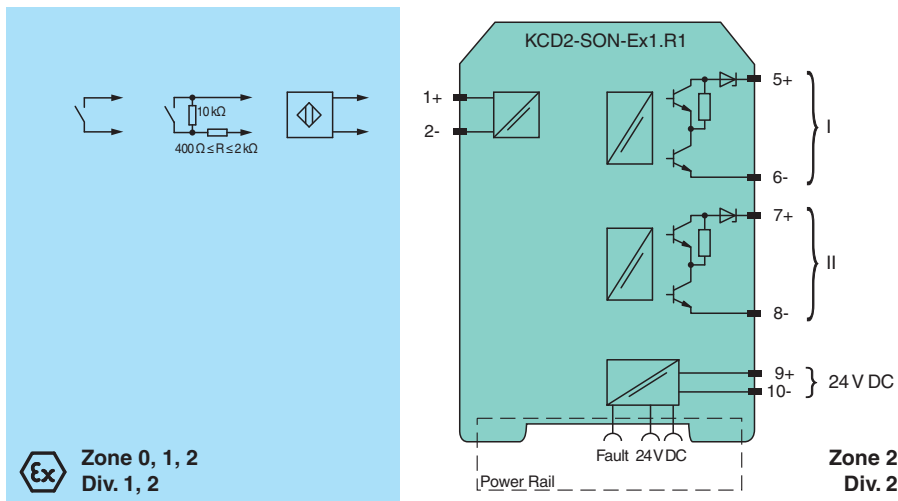 KCD2-SON-Ex1.R1
10 kΩ
400 Ω ≤ R ≤ 2 kΩ
1+
2-
5+
I
6-
7+
II
8-
9+
10-
24 V DC
Fault 24 V DC
Power Rail
Ex
Zone 0, 1, 2
Div. 1, 2
Zone 2
Div. 2